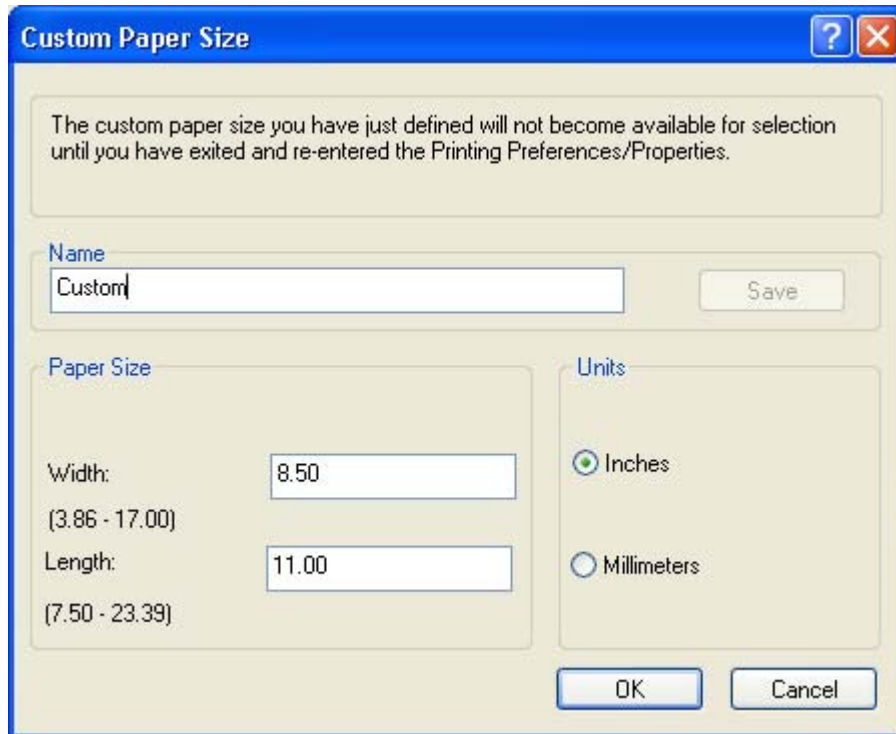 Custom Paper Size
The custom paper size you have just defined will not become available for selection
until you have exited and re-entered the Printing Preferences/Properties.
Name
Custom
Save
Paper Size
Width:
8.50
(3.86 - 17.00)
Length:
11.00
(7.50 - 23.39)
Units
Inches
Millimeters
OK
Cancel